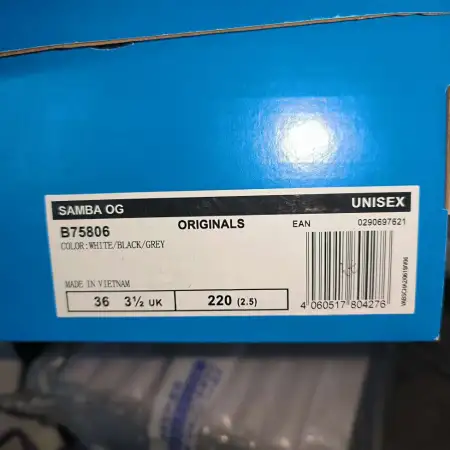 SAMBA OG UNISEX
B75806 ORIGINALS EAN 0290697621
COLOR:WHITE/BLACK/GREY
MADE IN VIETNAM
36 3½ UK 220 (2.5)
4 060517 804276